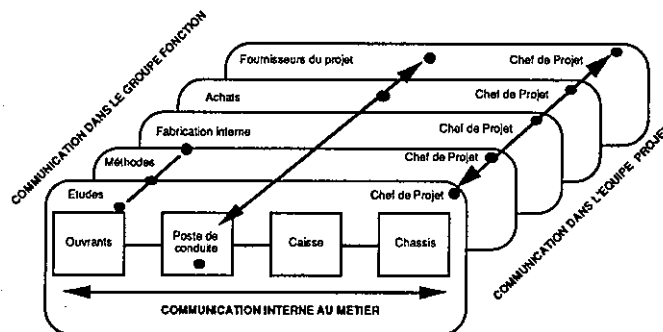 COMMUNICATION DANS LE GROUPE FONCTION
Fournisseurs du projet
Chef de Projet
Achats
Chef de Projet
Fabrication interne
Chef de Projet
Méthodes
Chef de Projet
Etudes
Chef de Projet
Ouvrants
Poste de
conduite
Caisse
Chassis
COMMUNICATION INTERNE AU METIER
COMMUNICATION DANS L'EQUIPE PROJET